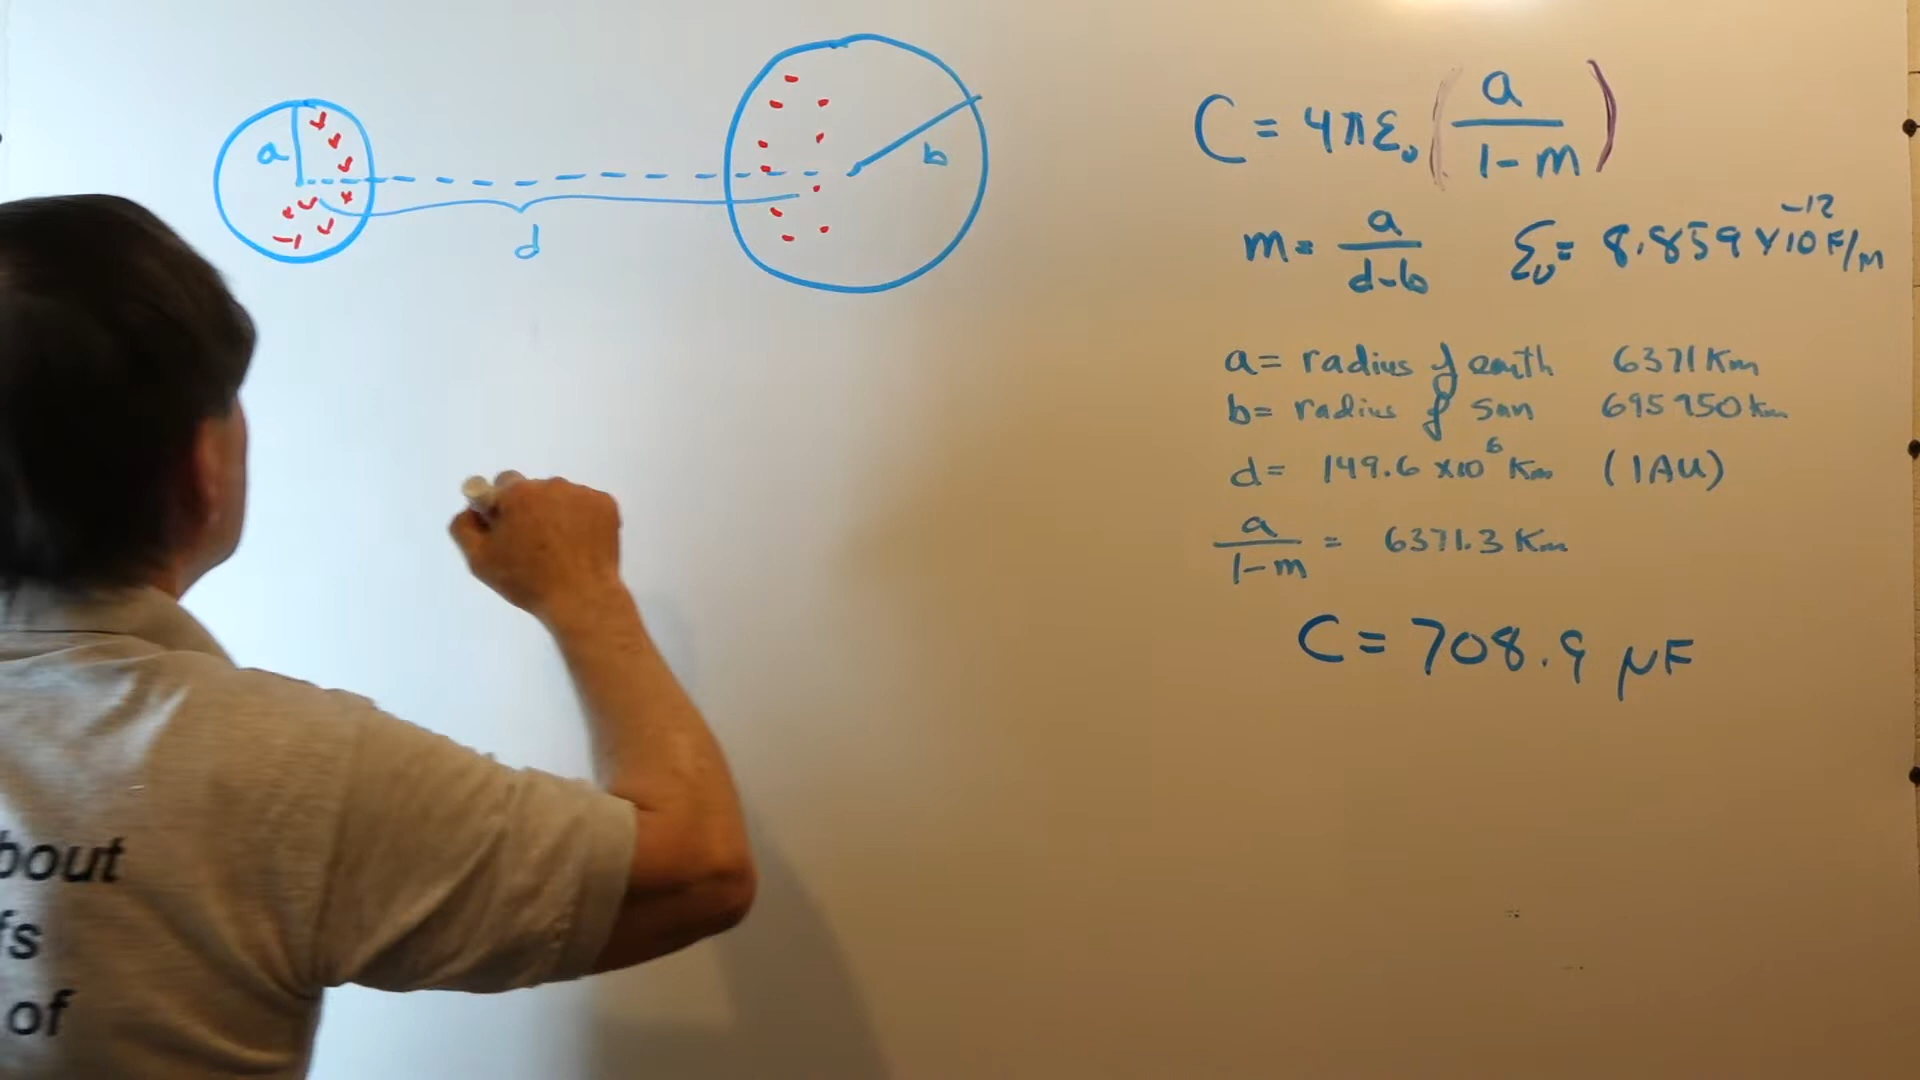 a
b
d
C = 4πε₀ ( a / 1-m )
m = a / d-b
ε₀ = 8.859 x10⁻¹² F/m
a = radius of earth 6371 Km
b = radius of sun 695950 km
d = 149.6 x10⁶ Km (1AU)
a / 1-m = 6371.3 Km
C = 708.9 μF
bout
fs
of